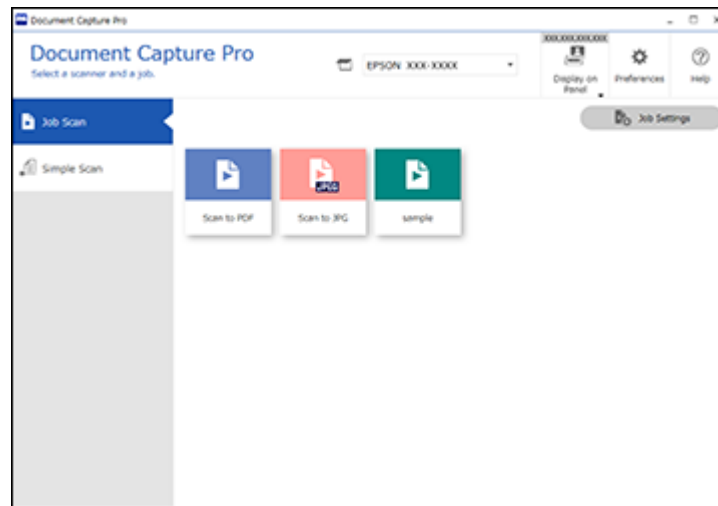 Document Capture Pro
Document Capture Pro
Select a scanner and a job.
EPSON XXX-XXXX
XXX.XXX.XXX.XXX
Display on
Panel
Preferences
Help
Job Scan
Job Settings
Simple Scan
JPEG
Scan to PDF
Scan to JPG
sample